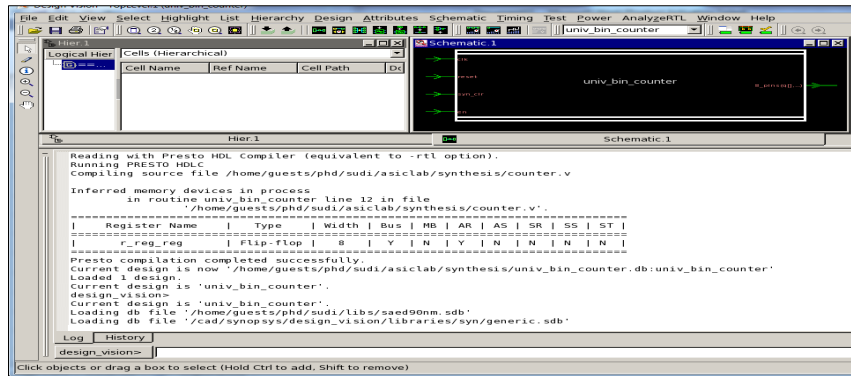 Design Vision - TopLevel.1 (univ_bin_counter)
File Edit View Select Highlight List Hierarchy Design Attributes Schematic Timing Test Power AnalyzeRTL Window Help
univ_bin_counter
Hier.1
Schematic.1
Logical Hier
Cells (Hierarchical)
Cell Name Ref Name Cell Path
clk
reset
syn_clr
en
univ_bin_counter
Hier.1
Schematic.1
Reading with Presto HDL Compiler (equivalent to -rtl option).
Running PRESTO HDLC
Compiling source file /home/guests/phd/sudi/asiclab/synthesis/counter.v
Inferred memory devices in process
in routine univ_bin_counter line 12 in file
'/home/guests/phd/sudi/asiclab/synthesis/counter.v'.
===============================================================================
| Register Name | Type | Width | Bus | MB | AR | AS | SR | SS | ST |
===============================================================================
| r_reg_reg | Flip-flop | 8 | Y | N | Y | N | N | N | N |
===============================================================================
Presto compilation completed successfully.
Current design is now '/home/guests/phd/sudi/asiclab/synthesis/univ_bin_counter.db:univ_bin_counter'
Loaded 1 design.
Current design is 'univ_bin_counter'.
design_vision>
Current design is 'univ_bin_counter'.
Loading db file '/home/guests/phd/sudi/libs/saed90nm.sdb'
Loading db file '/cad/synopsys/design_vision/libraries/syn/generic.sdb'
Log History
design_vision>
Click objects or drag a box to select (Hold Ctrl to add, Shift to remove)